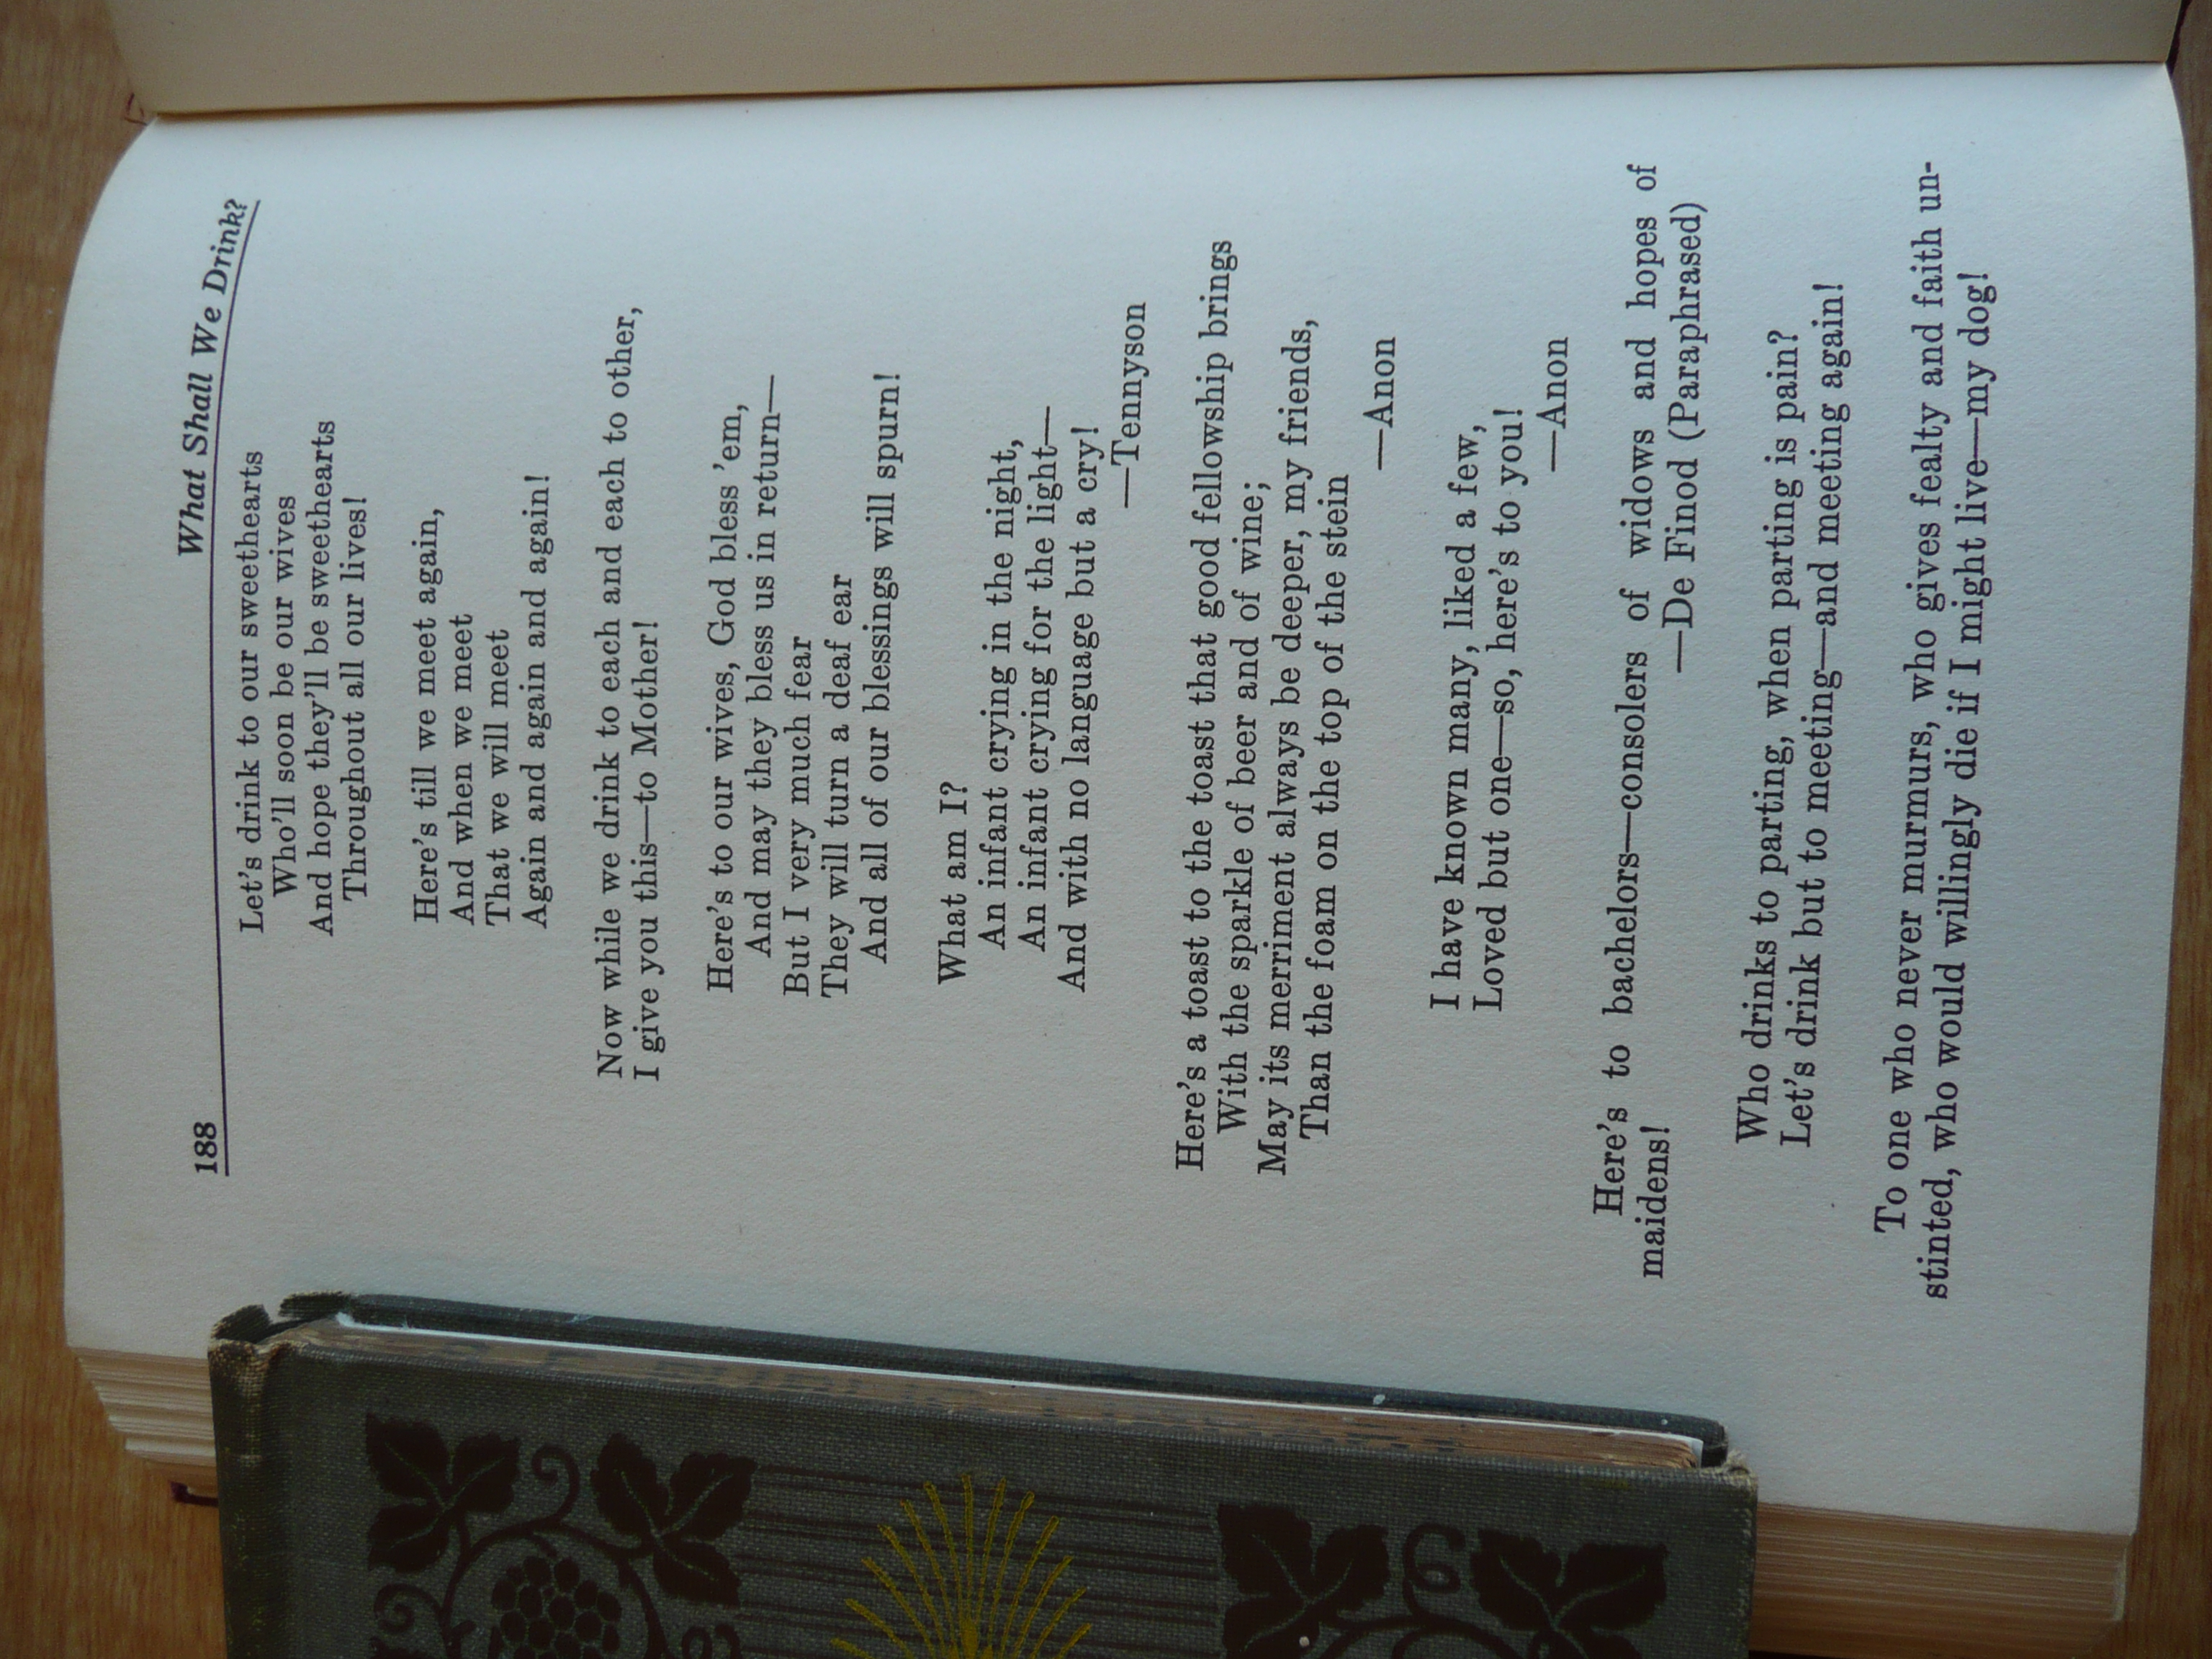 188 What Shall We Drink?
Let's drink to our sweethearts
Who'll soon be our wives
And hope they'll be sweethearts
Throughout all our lives!
Here's till we meet again,
And when we meet
That we will meet
Again and again and again!
Now while we drink to each and each to other,
I give you this—to Mother!
Here's to our wives, God bless 'em,
And may they bless us in return—
But I very much fear
They will turn a deaf ear
And all of our blessings will spurn!
What am I?
An infant crying in the night,
An infant crying for the light—
And with no language but a cry!
—Tennyson
Here's a toast to the toast that good fellowship brings
With the sparkle of beer and of wine;
May its merriment always be deeper, my friends,
Than the foam on the top of the stein
—Anon
I have known many, liked a few,
Loved but one—so, here's to you!
—Anon
Here's to bachelors—consolers of widows and hopes of
maidens! —De Finod (Paraphrased)
Who drinks to parting, when parting is pain?
Let's drink but to meeting—and meeting again!
To one who never murmurs, who gives fealty and faith un-
stinted, who would willingly die if I might live—my dog!